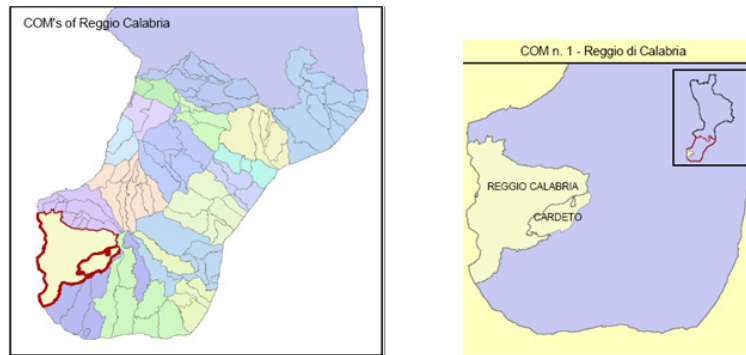 COM's of Reggio Calabria
COM n. 1 - Reggio di Calabria
REGGIO CALABRIA
CARDETO